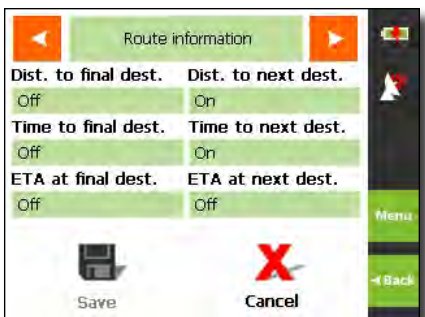 Route information
Dist. to final dest. Dist. to next dest.
Off On
Time to final dest. Time to next dest.
Off On
ETA at final dest. ETA at next dest.
Off Off
Menu
Save Cancel
Back